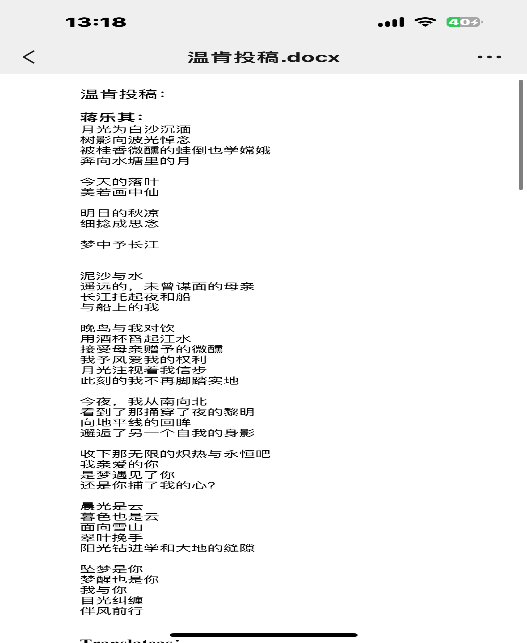 13:18
40
温肯投稿.docx
温肯投稿：
蒋乐其：
月光为白沙沉湎
树影向波光悼念
被桂香微醺的蛙倒也学嫦娥
奔向水塘里的月
今天的落叶
美若画中仙
明日的秋凉
细捻成思念
梦中予长江
泥沙与水
遥远的，未曾谋面的母亲
长江托起夜和船
与船上的我
晚鸟与我对饮
用酒杯舀起江水
接受母亲赠予的微醺
我予风爱我的权利
月光注视着我信步
此刻的我不再脚踏实地
今夜，我从南向北
看到了那捅穿了夜的黎明
向地平线的回眸
邂逅了另一个自我的身影
收下那无限的炽热与永恒吧
我亲爱的你
是梦遇见了你
还是你捕了我的心？
晨光是云
暮色也是云
面向雪山
翠叶挽手
阳光钻进学和大地的缝隙
坠梦是你
梦醒也是你
我与你
目光纠缠
伴风前行